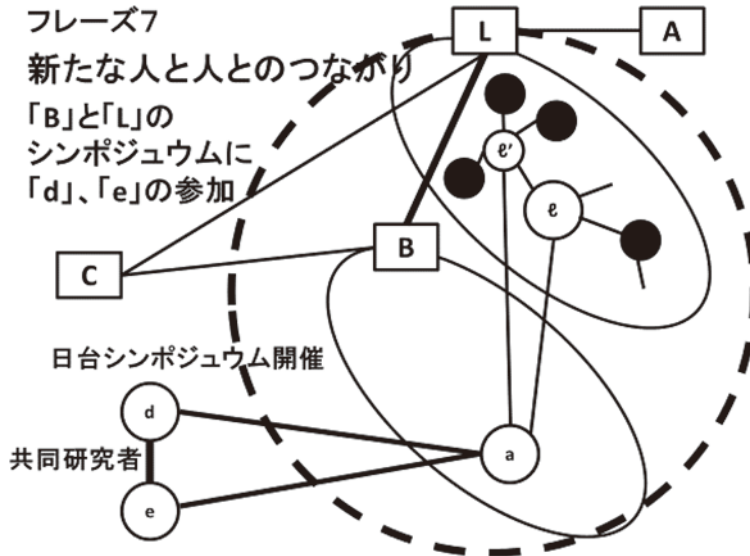 フレーズ7
新たな人と人とのつながり
「B」と「L」の
シンポジュウムに
「d」、「e」の参加
L
A
ℓ’
ℓ
B
C
日台シンポジュウム開催
d
共同研究者
a
e